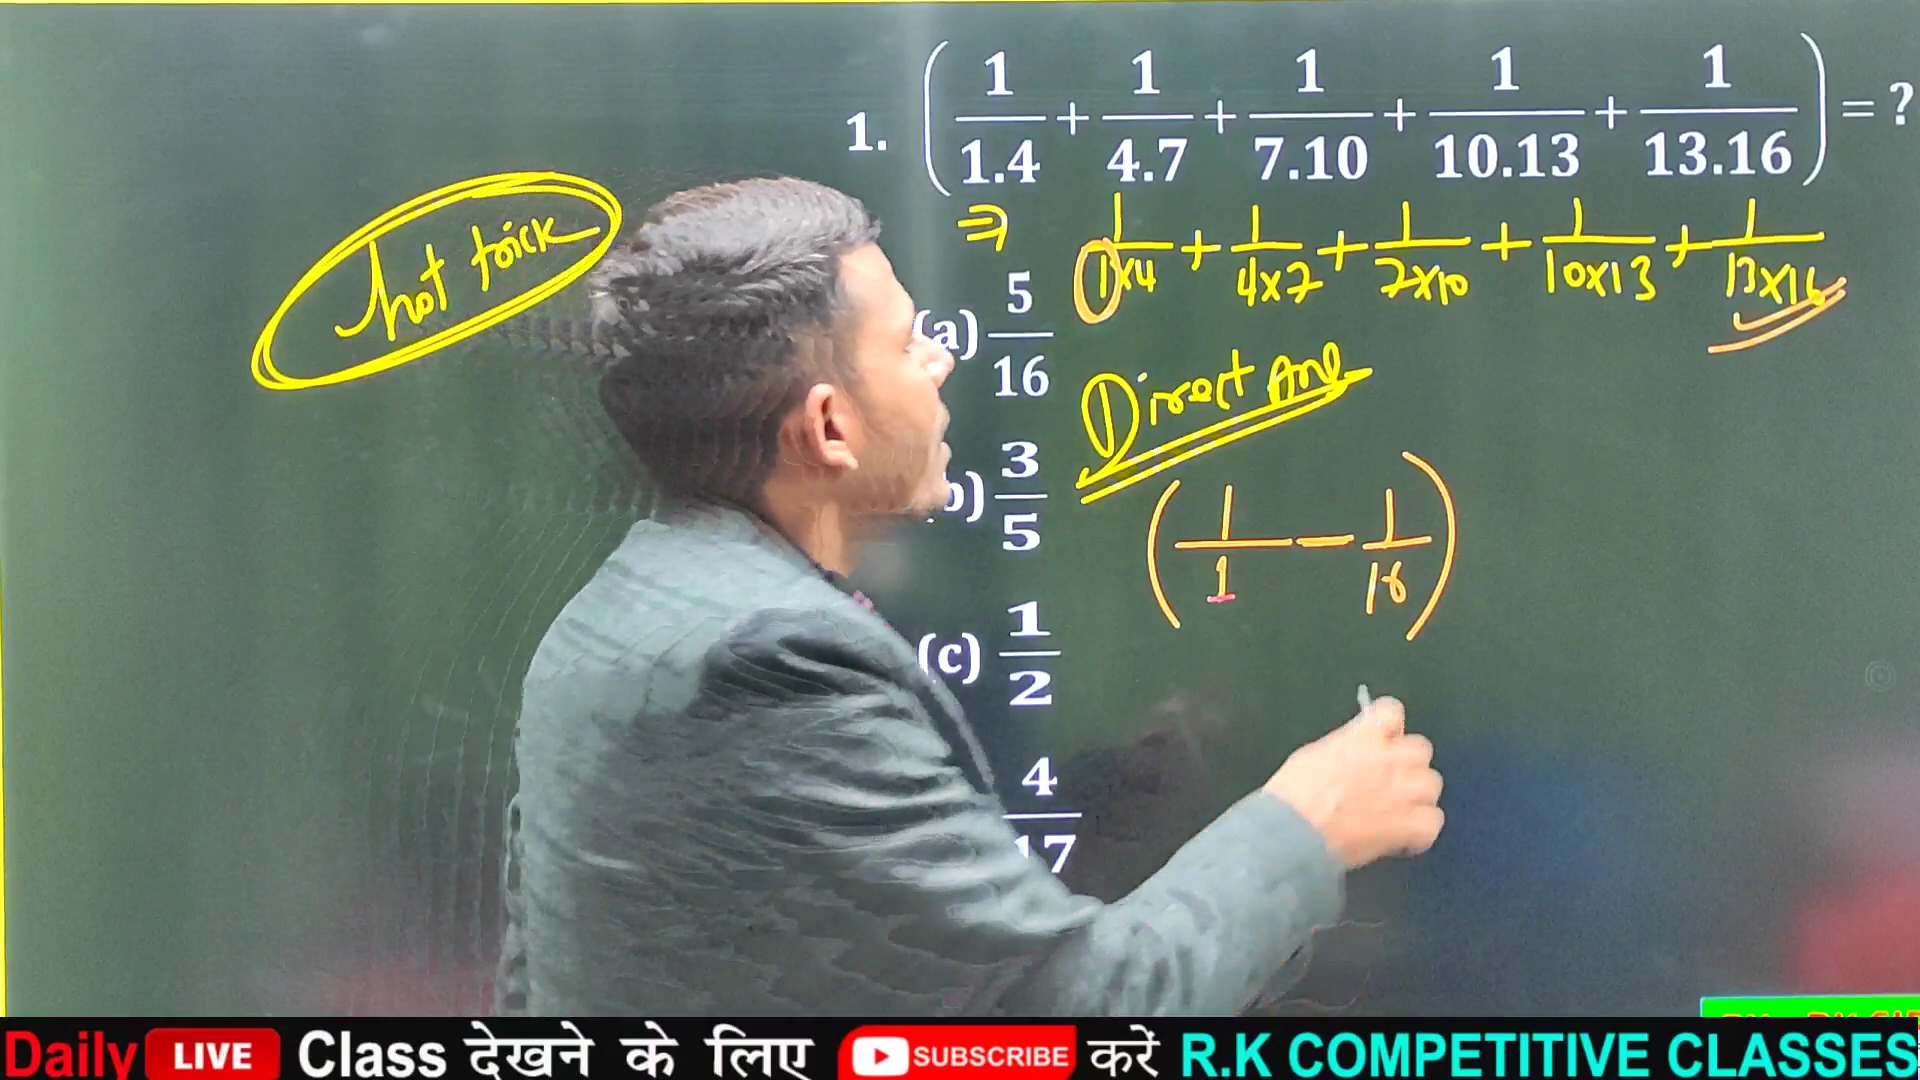 1. ( 1/1.4 + 1/4.7 + 1/7.10 + 1/10.13 + 1/13.16 ) = ?
⇒ 1/1x4 + 1/4x7 + 1/7x10 + 1/10x13 + 1/13x16
hot trick
(a) 5/16
Direct Ans
(b) 3/5
( 1/1 − 1/16 )
(c) 1/2
4/17
Daily LIVE Class देखने के लिए SUBSCRIBE करें R.K COMPETITIVE CLASSES